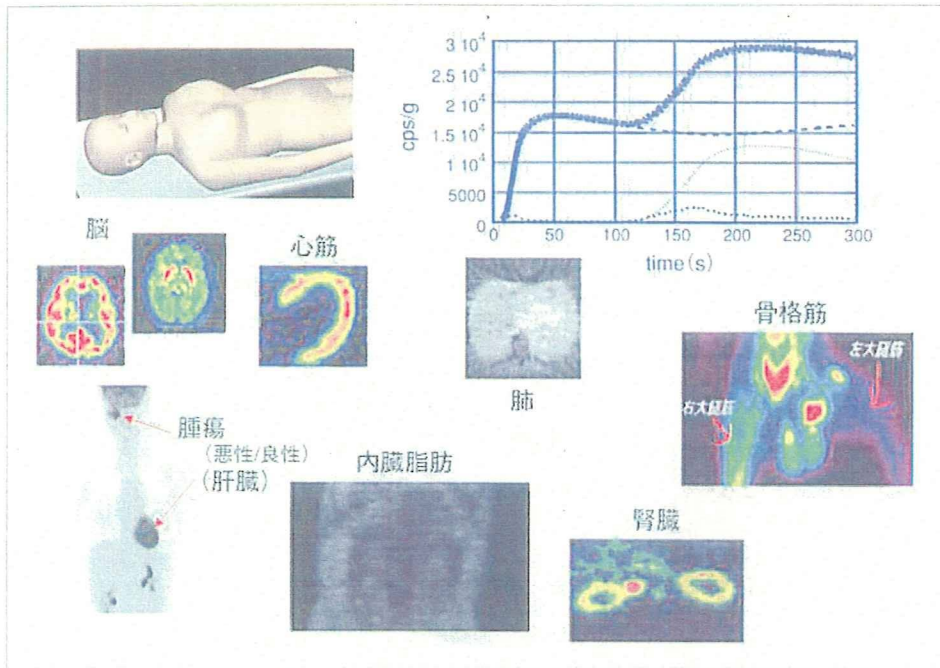 3 10⁴
2.5 10⁴
2 10⁴
1.5 10⁴
1 10⁴
5000
0
cps/g
0 50 100 150 200 250 300
time(s)
脳
心筋
肺
骨格筋
左大腿筋
右大腿筋
腫瘍
(悪性/良性)
(肝臓)
内臓脂肪
腎臓